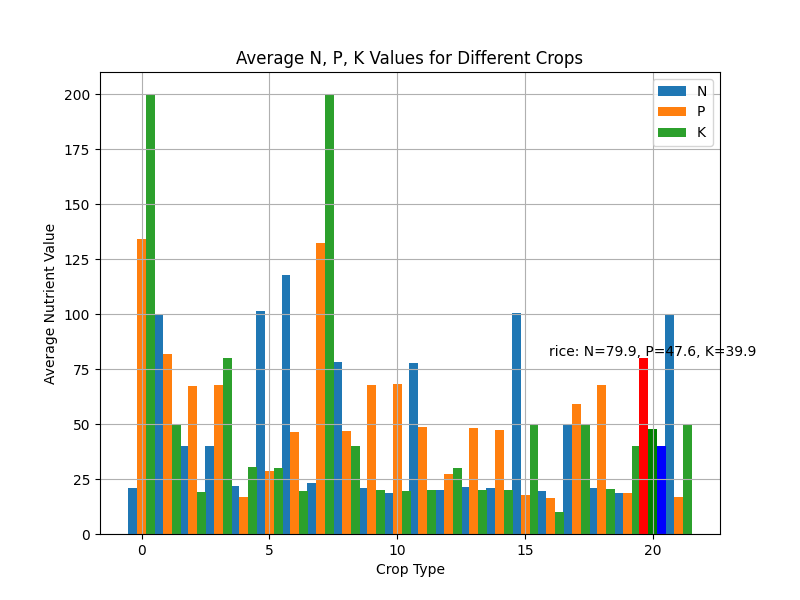 Average N, P, K Values for Different Crops
200
175
150
125
100
75
50
25
0
Average Nutrient Value
N
P
K
rice: N=79.9, P=47.6, K=39.9
0 5 10 15 20
Crop Type